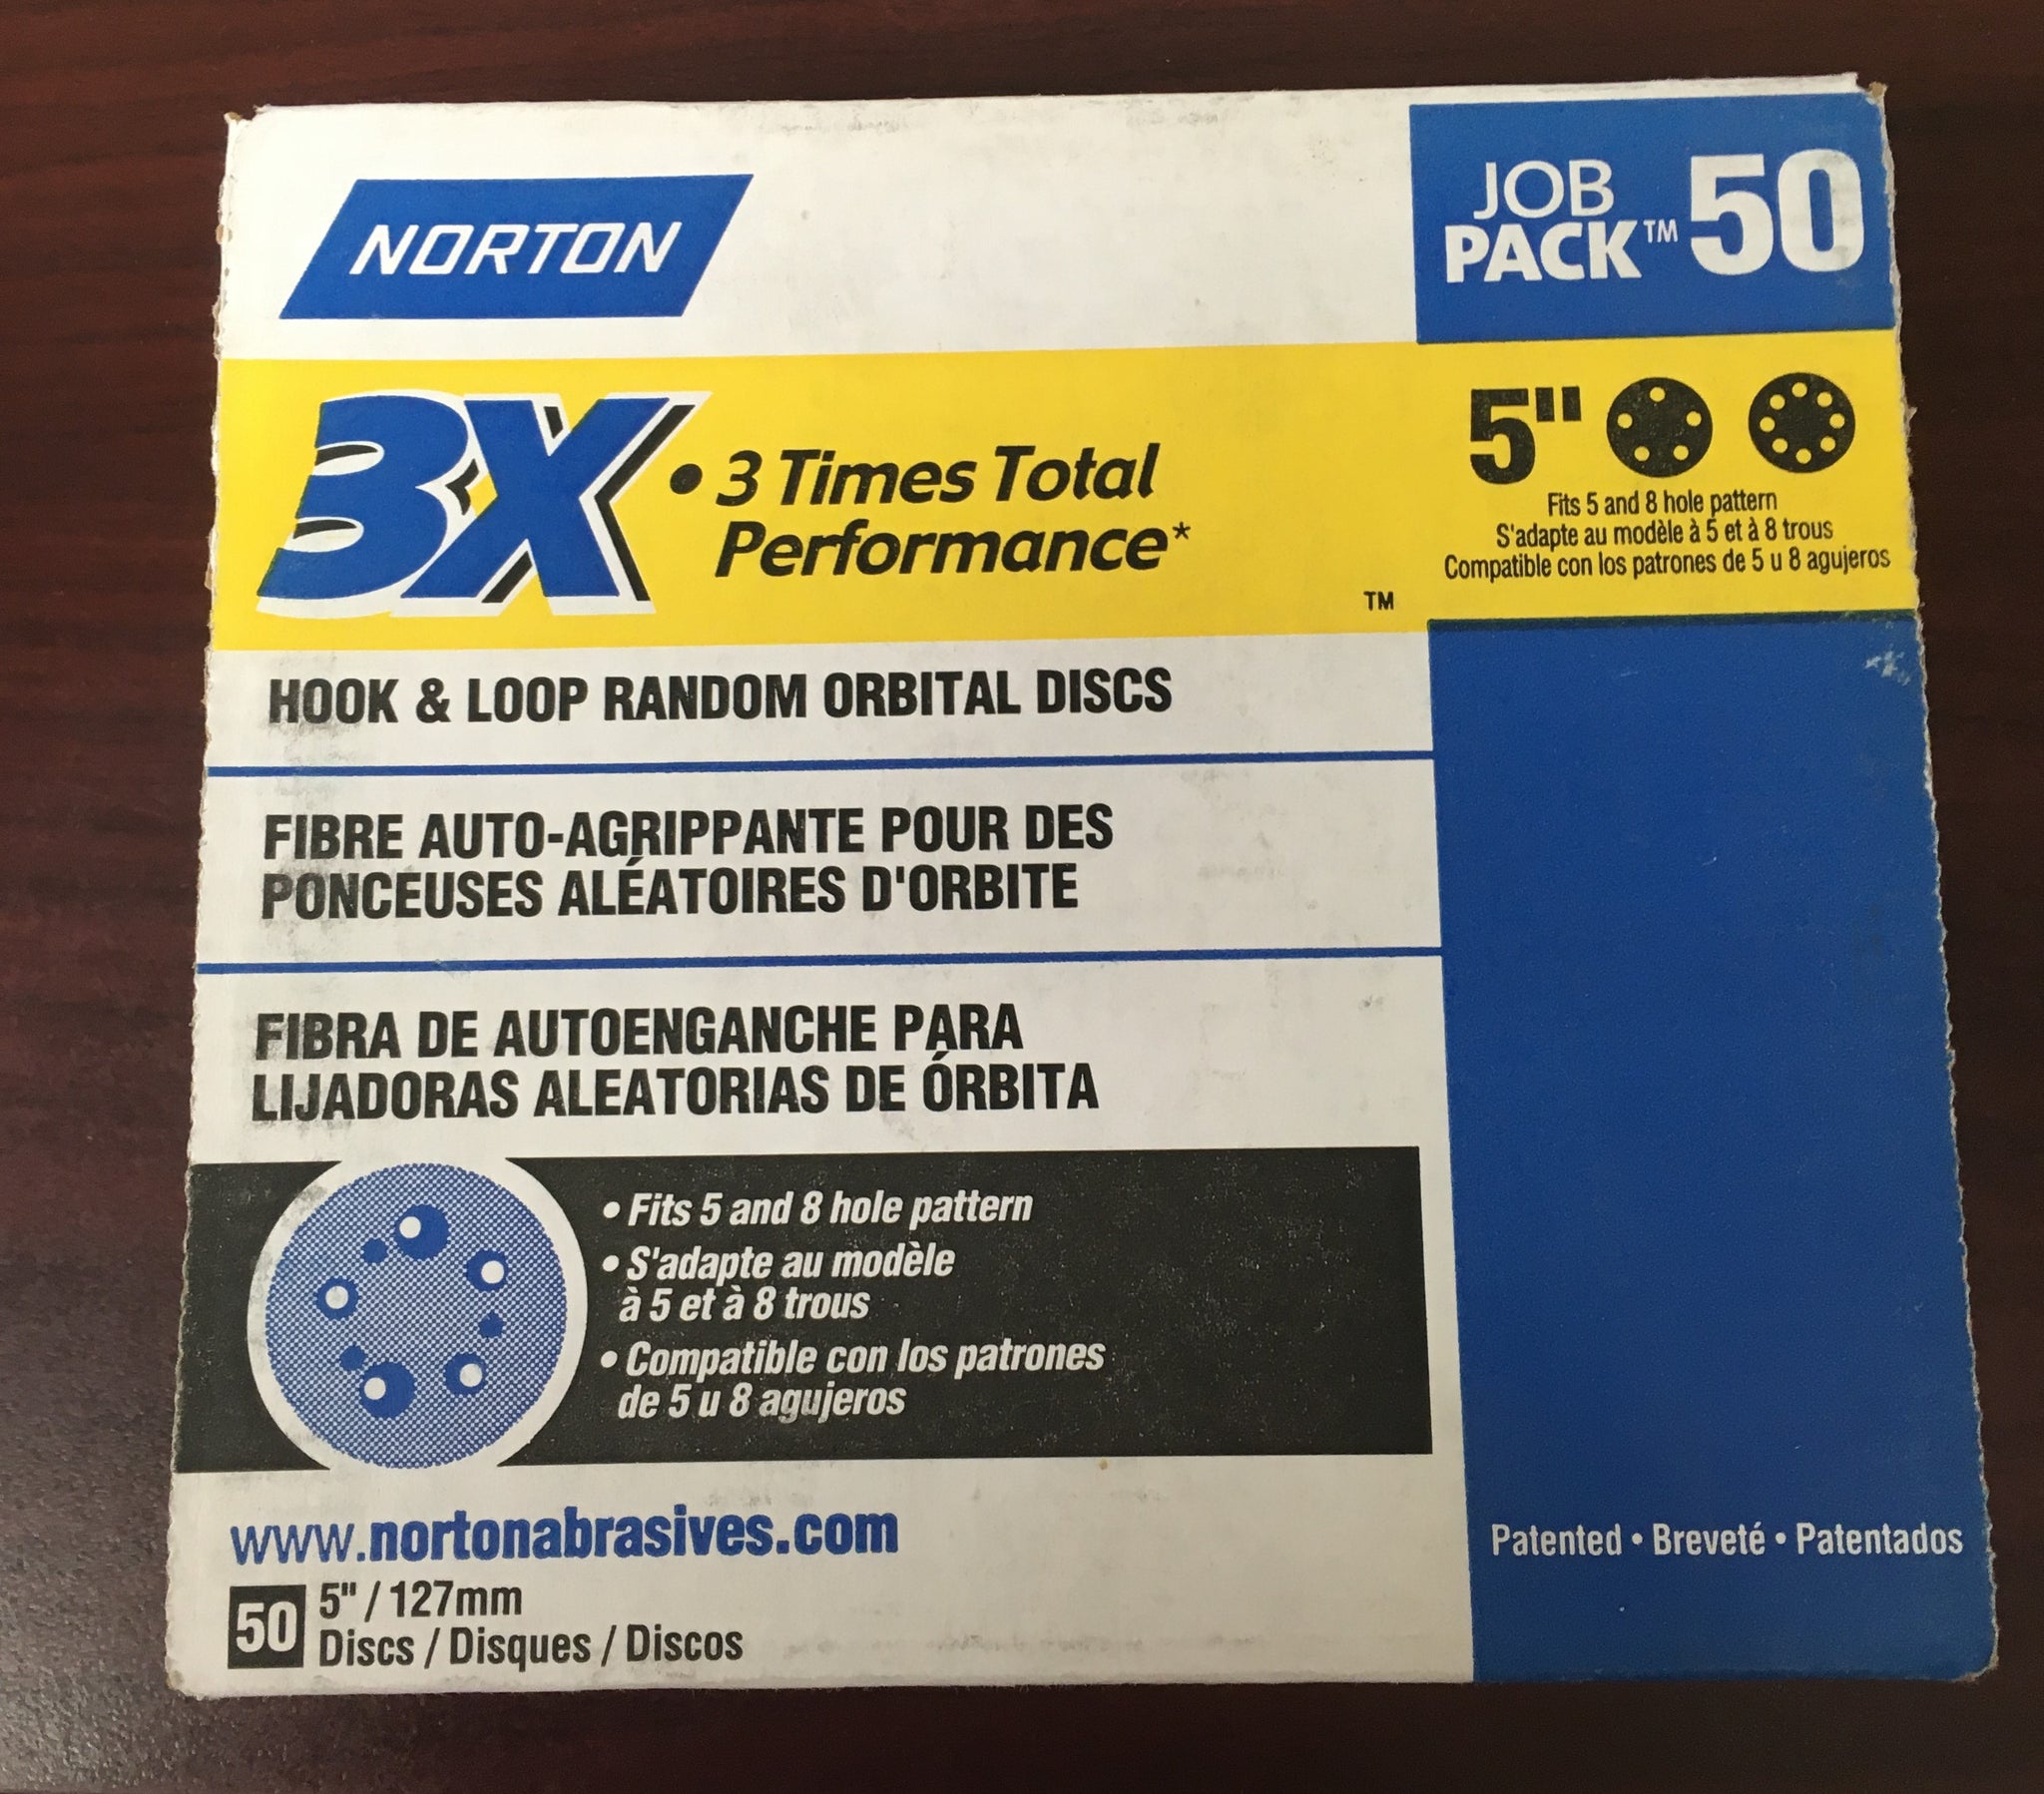 NORTON
JOB
PACK™ 50
3X
• 3 Times Total
Performance*
™
5"
Fits 5 and 8 hole pattern
S'adapte au modèle à 5 et à 8 trous
Compatible con los patrones de 5 u 8 agujeros
HOOK & LOOP RANDOM ORBITAL DISCS
FIBRE AUTO-AGRIPPANTE POUR DES
PONCEUSES ALÉATOIRES D'ORBITE
FIBRA DE AUTOENGANCHE PARA
LIJADORAS ALEATORIAS DE ÓRBITA
• Fits 5 and 8 hole pattern
• S'adapte au modèle
à 5 et à 8 trous
• Compatible con los patrones
de 5 u 8 agujeros
www.nortonabrasives.com
50
5" / 127mm
Discs / Disques / Discos
Patented • Breveté • Patentados